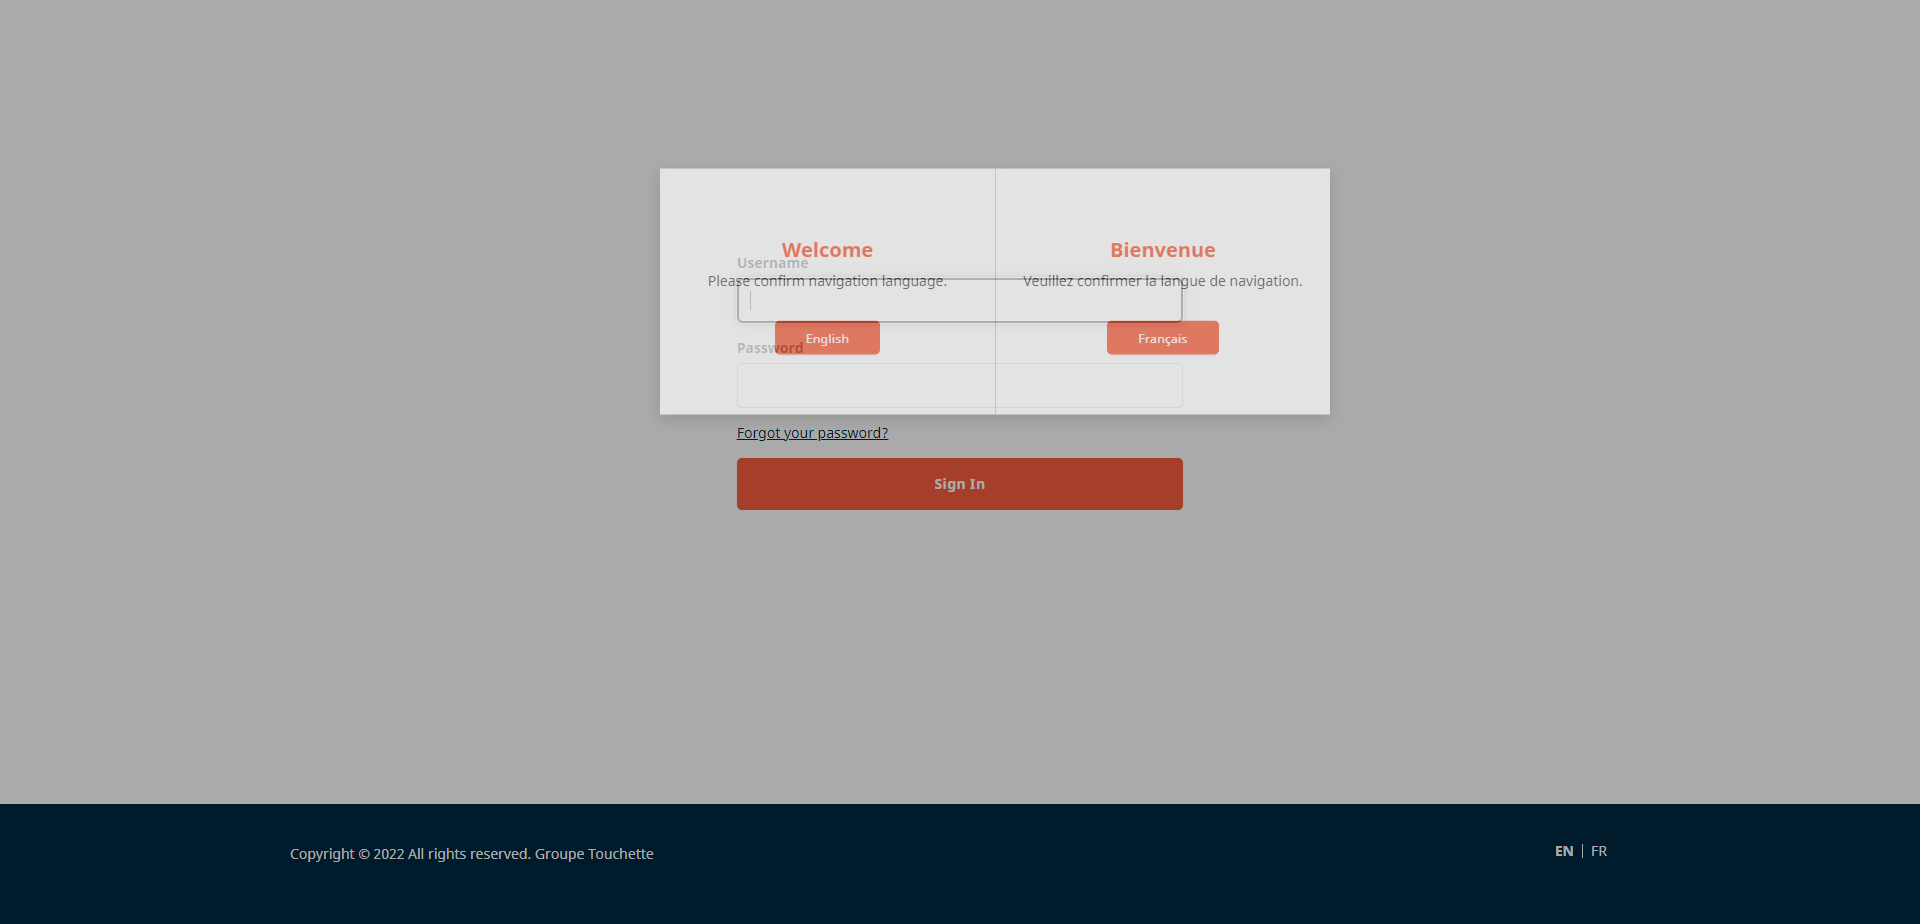 Welcome
Bienvenue
Username
Please confirm navigation language.
Veuillez confirmer la langue de navigation.
English
Français
Password
Forgot your password?
Sign In
Copyright © 2022 All rights reserved. Groupe Touchette
EN | FR